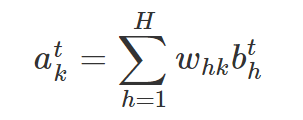 $a_k^t = \sum_{h=1}^{H} w_{hk} b_h^t$